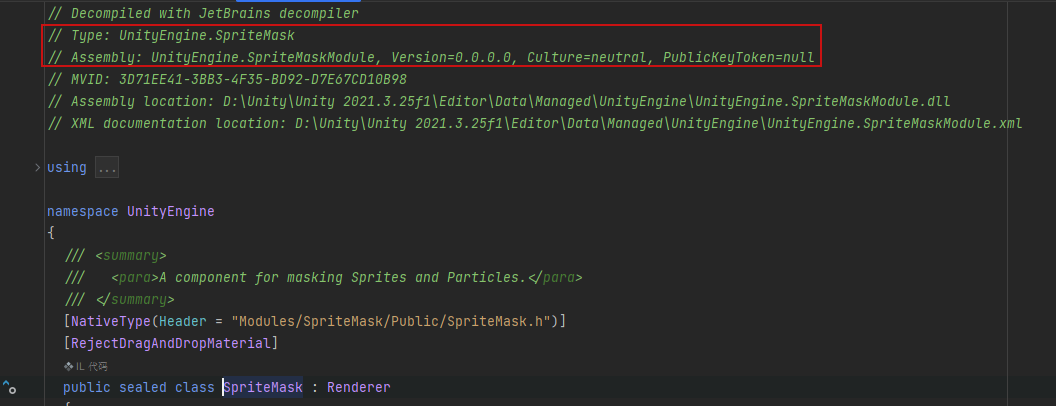 // Decompiled with JetBrains decompiler
// Type: UnityEngine.SpriteMask
// Assembly: UnityEngine.SpriteMaskModule, Version=0.0.0.0, Culture=neutral, PublicKeyToken=null
// MVID: 3D71EE41-3BB3-4F35-BD92-D7E67CD10B98
// Assembly location: D:\Unity\Unity 2021.3.25f1\Editor\Data\Managed\UnityEngine\UnityEngine.SpriteMaskModule.dll
// XML documentation location: D:\Unity\Unity 2021.3.25f1\Editor\Data\Managed\UnityEngine\UnityEngine.SpriteMaskModule.xml
using ...
namespace UnityEngine
{
/// <summary>
///   <para>A component for masking Sprites and Particles.</para>
/// </summary>
[NativeType(Header = "Modules/SpriteMask/Public/SpriteMask.h")]
[RejectDragAndDropMaterial]
IL 代码
public sealed class SpriteMask : Renderer
{